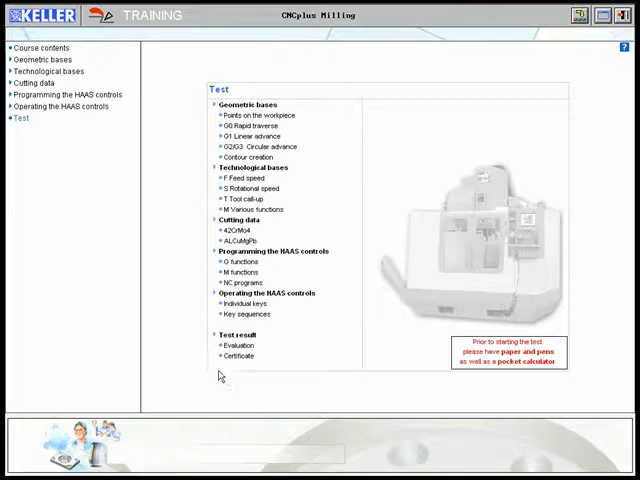 KELLER
TRAINING
CNCplus Milling
?
Course contents
Geometric bases
Technological bases
Cutting data
Programming the HAAS controls
Operating the HAAS controls
Test
Test
Geometric bases
Points on the workpiece
G0 Rapid traverse
G1 Linear advance
G2/G3 Circular advance
Contour creation
Technological bases
F Feed speed
S Rotational speed
T Tool call-up
M Various functions
Cutting data
42CrMo4
ALCuMgPb
Programming the HAAS controls
G functions
M functions
NC programs
Operating the HAAS controls
Individual keys
Key sequences
Test result
Evaluation
Certificate
Prior to starting the test
please have paper and pens
as well as a pocket calculator